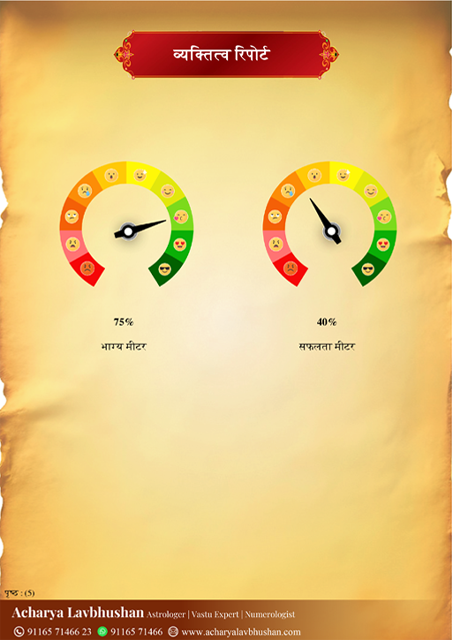 व्यक्तित्व रिपोर्ट
75%
भाग्य मीटर
40%
सफलता मीटर
पृष्ठ : (5)
Acharya Lavbhushan Astrologer | Vastu Expert | Numerologist
91165 71466 23 91165 71466 www.acharyalavbhushan.com